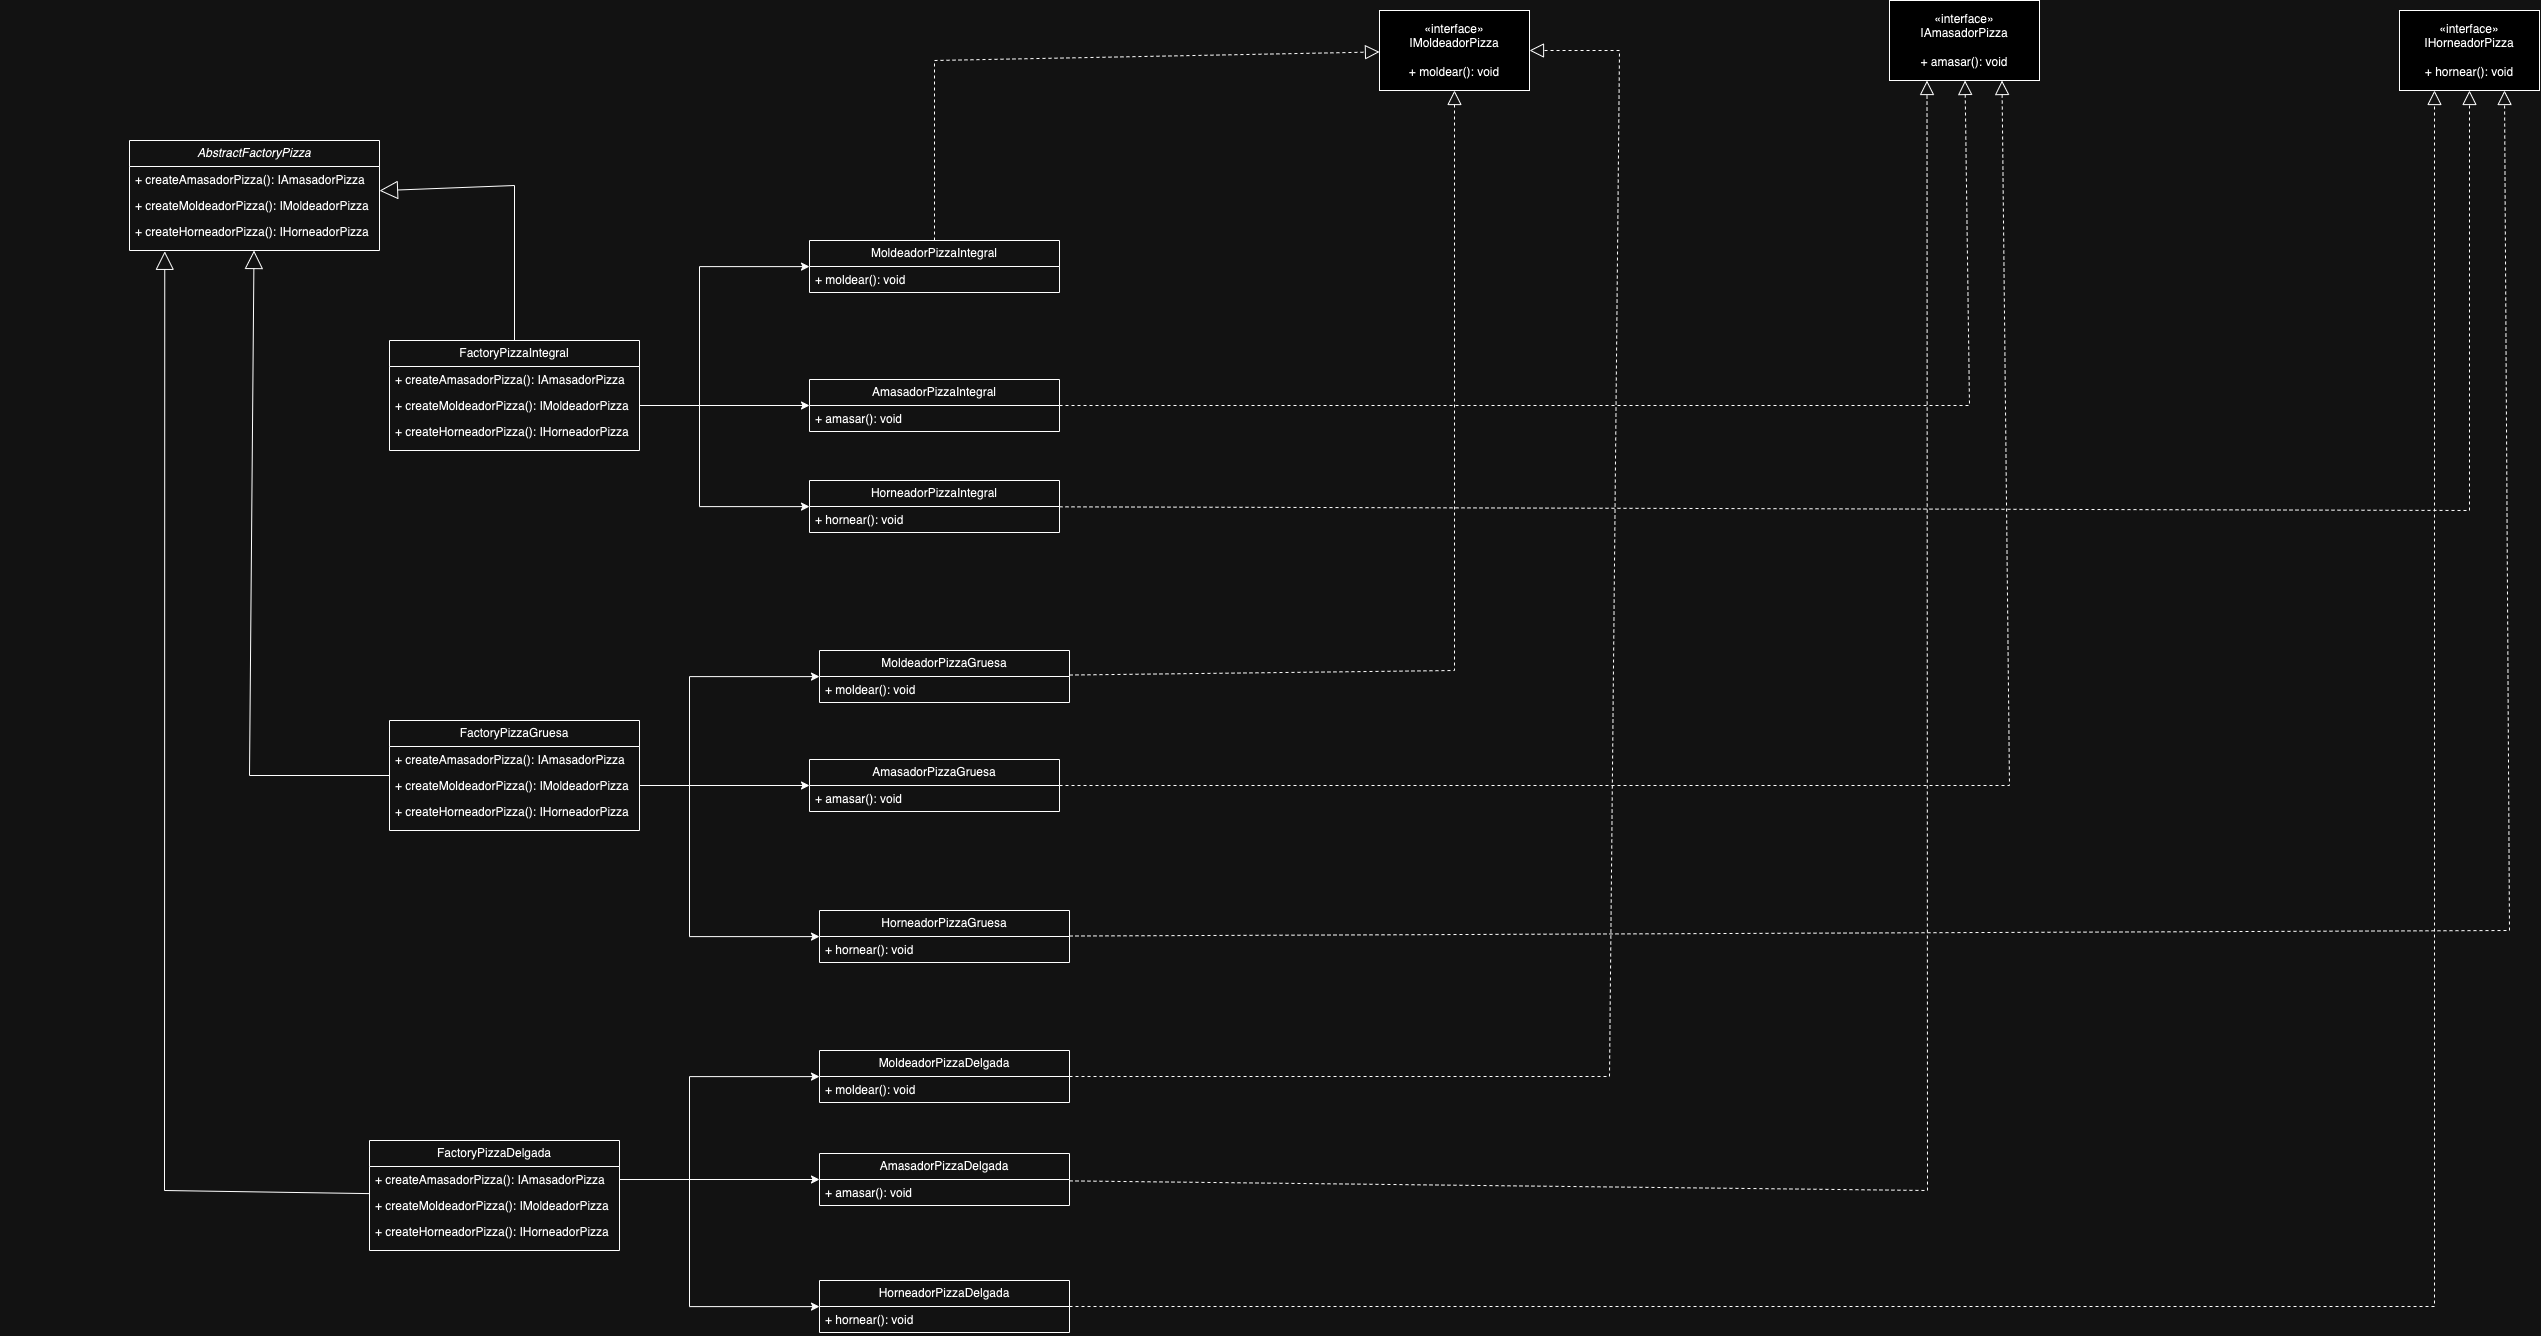 «interface»
IMoldeadorPizza
+ moldear(): void
«interface»
IAmasadorPizza
+ amasar(): void
«interface»
IHorneadorPizza
+ hornear(): void
AbstractFactoryPizza
+ createAmasadorPizza(): IAmasadorPizza
+ createMoldeadorPizza(): IMoldeadorPizza
+ createHorneadorPizza(): IHorneadorPizza
MoldeadorPizzaIntegral
+ moldear(): void
FactoryPizzaIntegral
+ createAmasadorPizza(): IAmasadorPizza
+ createMoldeadorPizza(): IMoldeadorPizza
+ createHorneadorPizza(): IHorneadorPizza
AmasadorPizzaIntegral
+ amasar(): void
HorneadorPizzaIntegral
+ hornear(): void
MoldeadorPizzaGruesa
+ moldear(): void
FactoryPizzaGruesa
+ createAmasadorPizza(): IAmasadorPizza
+ createMoldeadorPizza(): IMoldeadorPizza
+ createHorneadorPizza(): IHorneadorPizza
AmasadorPizzaGruesa
+ amasar(): void
HorneadorPizzaGruesa
+ hornear(): void
MoldeadorPizzaDelgada
+ moldear(): void
FactoryPizzaDelgada
+ createAmasadorPizza(): IAmasadorPizza
+ createMoldeadorPizza(): IMoldeadorPizza
+ createHorneadorPizza(): IHorneadorPizza
AmasadorPizzaDelgada
+ amasar(): void
HorneadorPizzaDelgada
+ hornear(): void